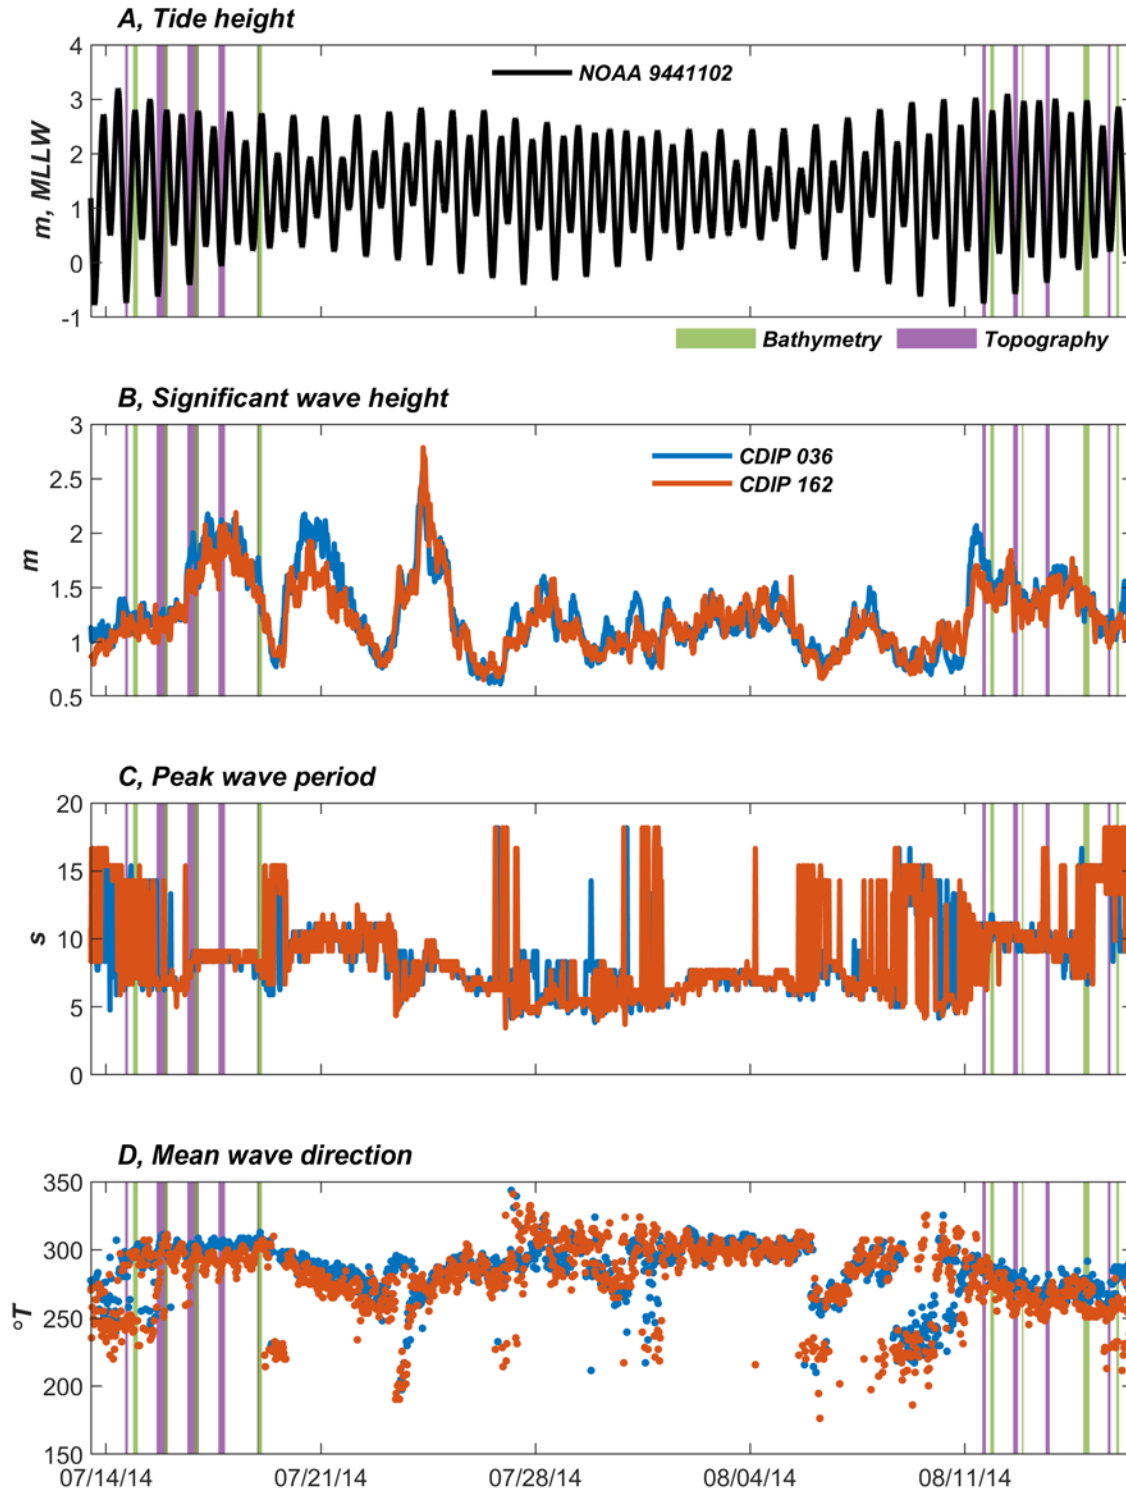 A, Tide height
4
3
2
1
0
-1
m, MLLW
NOAA 9441102
Bathymetry Topography
B, Significant wave height
3
2.5
2
1.5
1
0.5
m
CDIP 036
CDIP 162
C, Peak wave period
20
15
10
5
0
s
D, Mean wave direction
350
300
250
200
150
°T
07/14/14 07/21/14 07/28/14 08/04/14 08/11/14